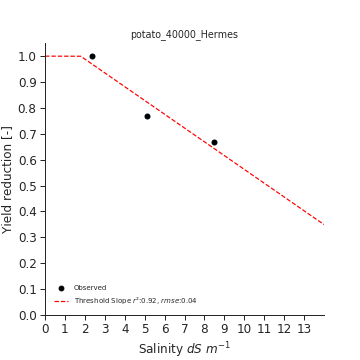 potato_40000_Hermes
Yield reduction [-]
1.0
0.9
0.8
0.7
0.6
0.5
0.4
0.3
0.2
0.1
0.0
Observed
Threshold Slope r²:0.92, rmse:0.04
0 1 2 3 4 5 6 7 8 9 10 11 12 13
Salinity dS m⁻¹